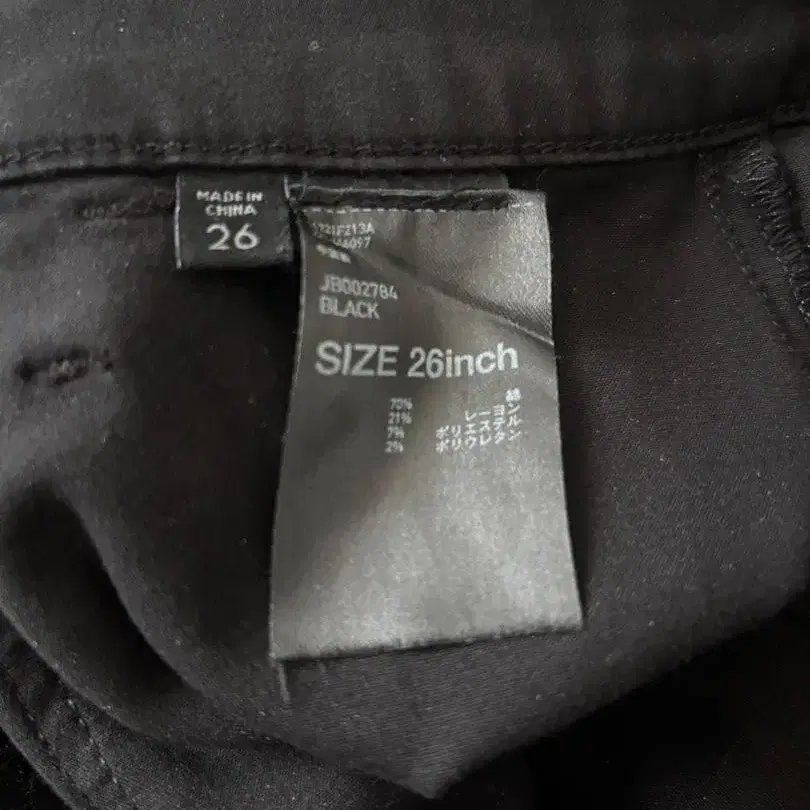 MADE IN
CHINA
26
JB002784
BLACK
SIZE 26inch
70% 綿
21% レーヨン
7% ポリエステル
2% ポリウレタン